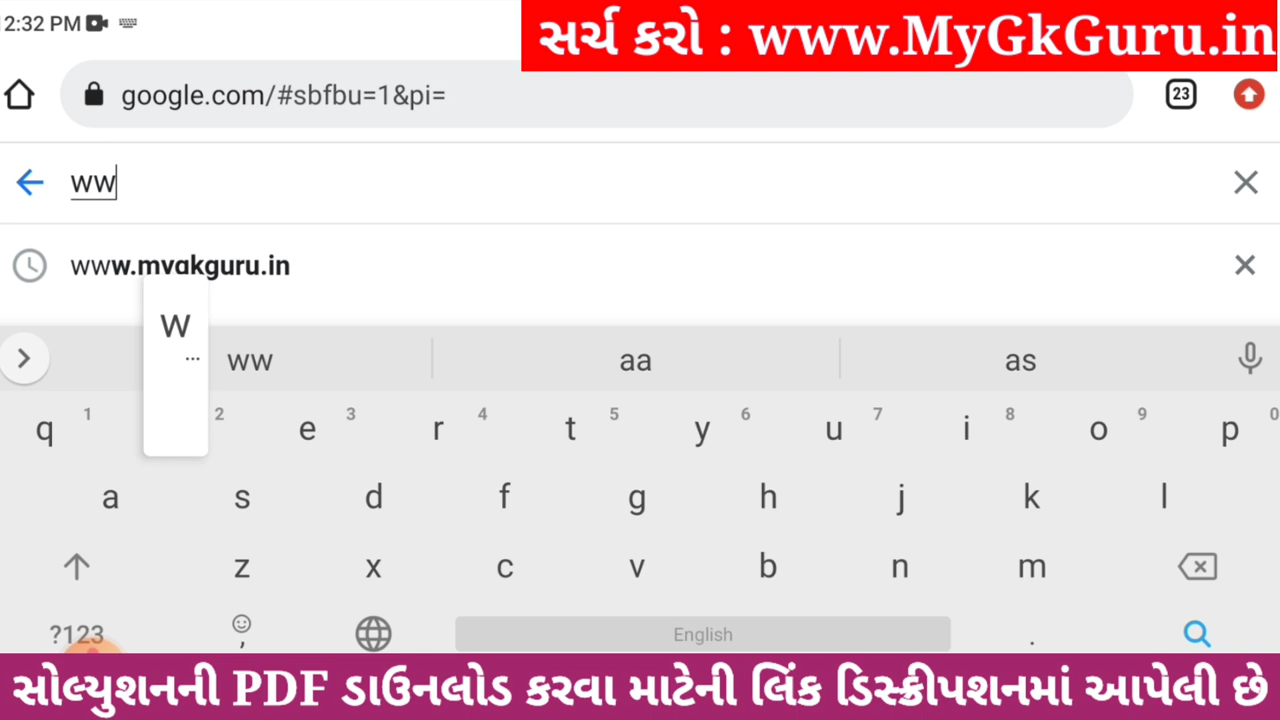 2:32 PM
સર્ચ કરો : www.MyGkGuru.in
google.com/#sbfbu=1&pi=
23
ww
www.mygkguru.in
W
...
ww aa as
q 1 2 e 3 r 4 t 5 y 6 u 7 i 8 o 9 p 0
a s d f g h j k l
z x c v b n m
?123 , English .
સોલ્યુશનની PDF ડાઉનલોડ કરવા માટેની લિંક ડિસ્ક્રીપશનમાં આપેલી છે